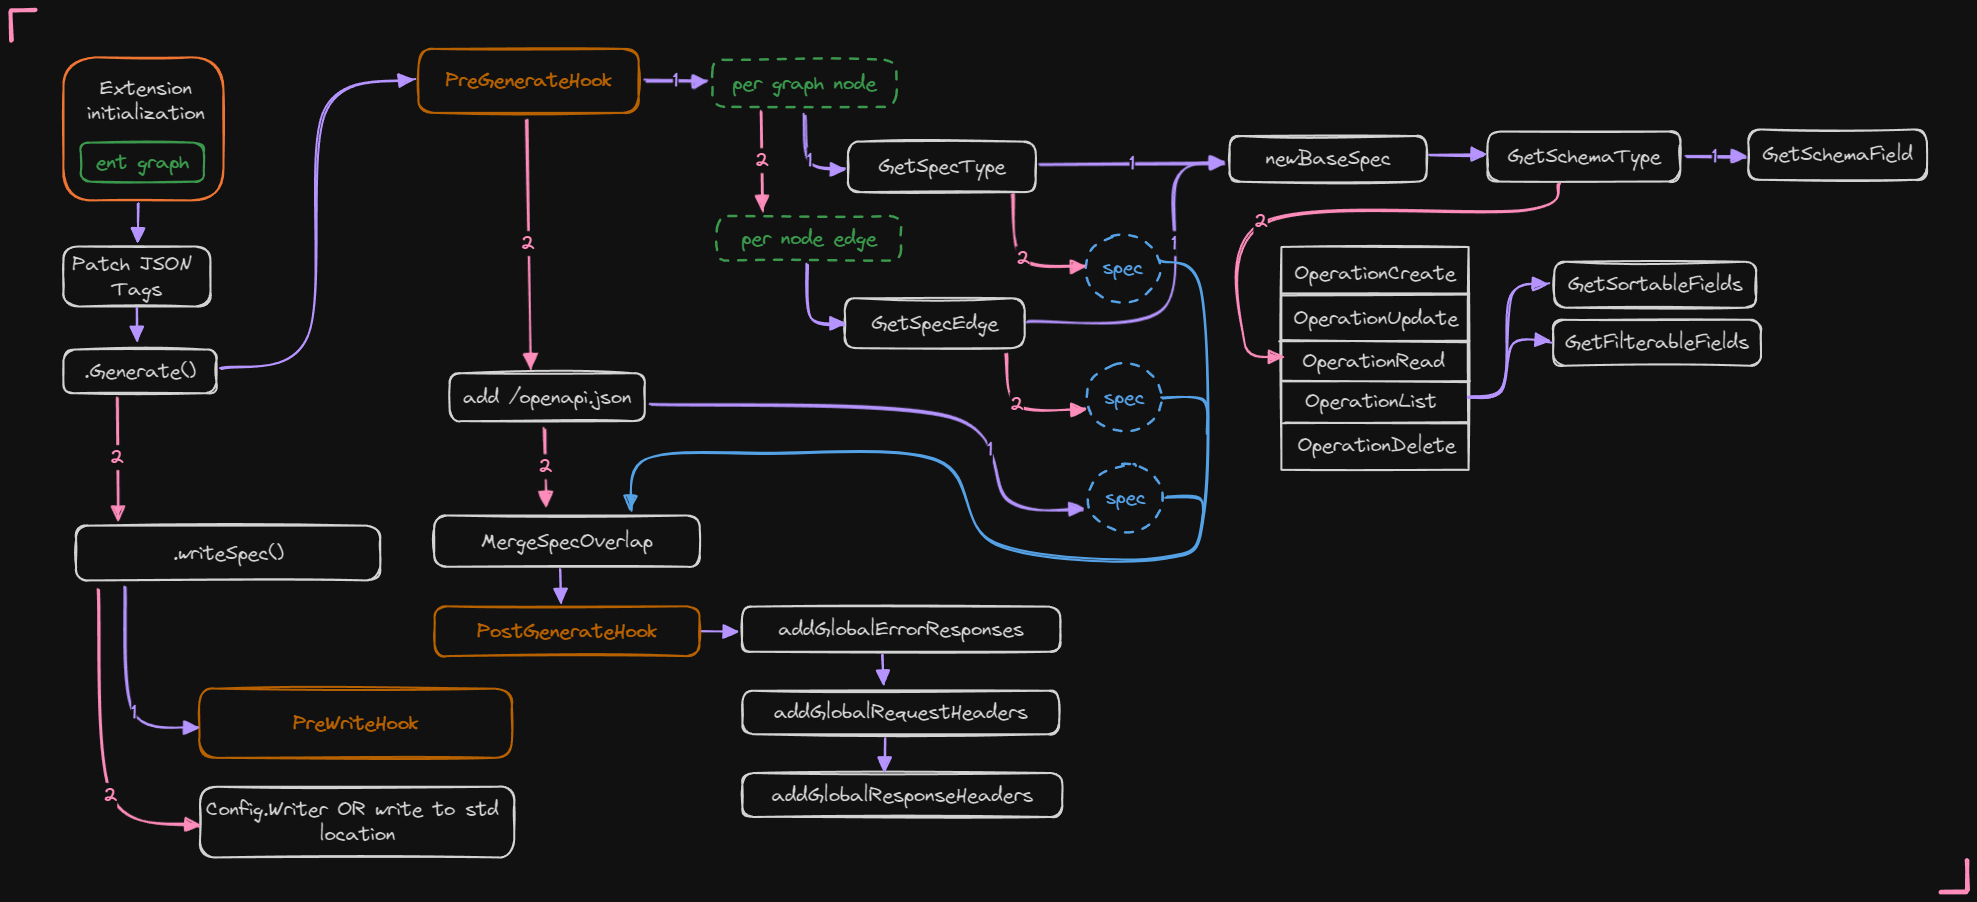 Extension
initialization
ent graph
Patch JSON
Tags
.Generate()
2
.writeSpec()
1
2
PreWriteHook
Config.Writer OR write to std
location
PreGenerateHook
1
2
per graph node
2
1
per node edge
GetSpecType
1
2
spec
GetSpecEdge
1
2
spec
add /openapi.json
1
2
spec
MergeSpecOverlap
PostGenerateHook
addGlobalErrorResponses
addGlobalRequestHeaders
addGlobalResponseHeaders
newBaseSpec
GetSchemaType
1
GetSchemaField
2
OperationCreate
OperationUpdate
OperationRead
OperationList
OperationDelete
GetSortableFields
GetFilterableFields